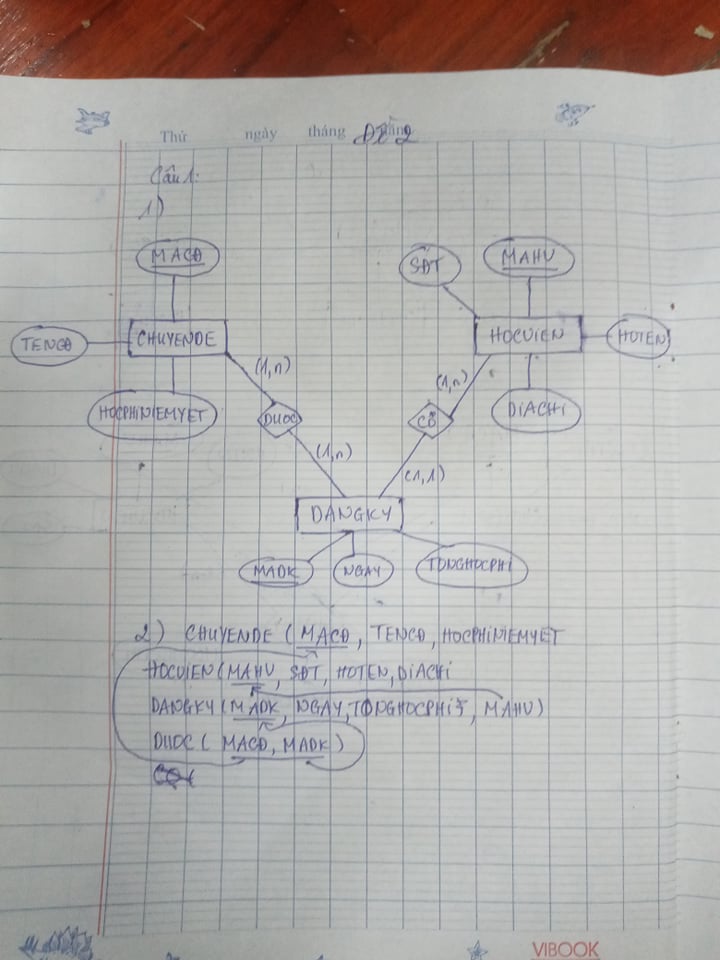 Thứ ngày tháng năm
Đề 2
Câu 1:
1)
MACĐ
SĐT
MAHV
TENCĐ
CHUYENDE
HOCVIEN
HOTEN
HOCPHINIEMYET
(1,n)
(1,n)
DIACHI
DUOC
CÓ
(1,n)
(1,1)
DANGKY
MADK
NGAY
TONGHOCPHI
2) CHUYENDE (MACĐ, TENCĐ, HOCPHINIEMYET
HOCVIEN (MAHV, SĐT, HOTEN, DIACHI
DANGKY (MADK, NGAY, TONGHOCPHI, MAHV)
DUOC (MACĐ, MADK)
VIBOOK